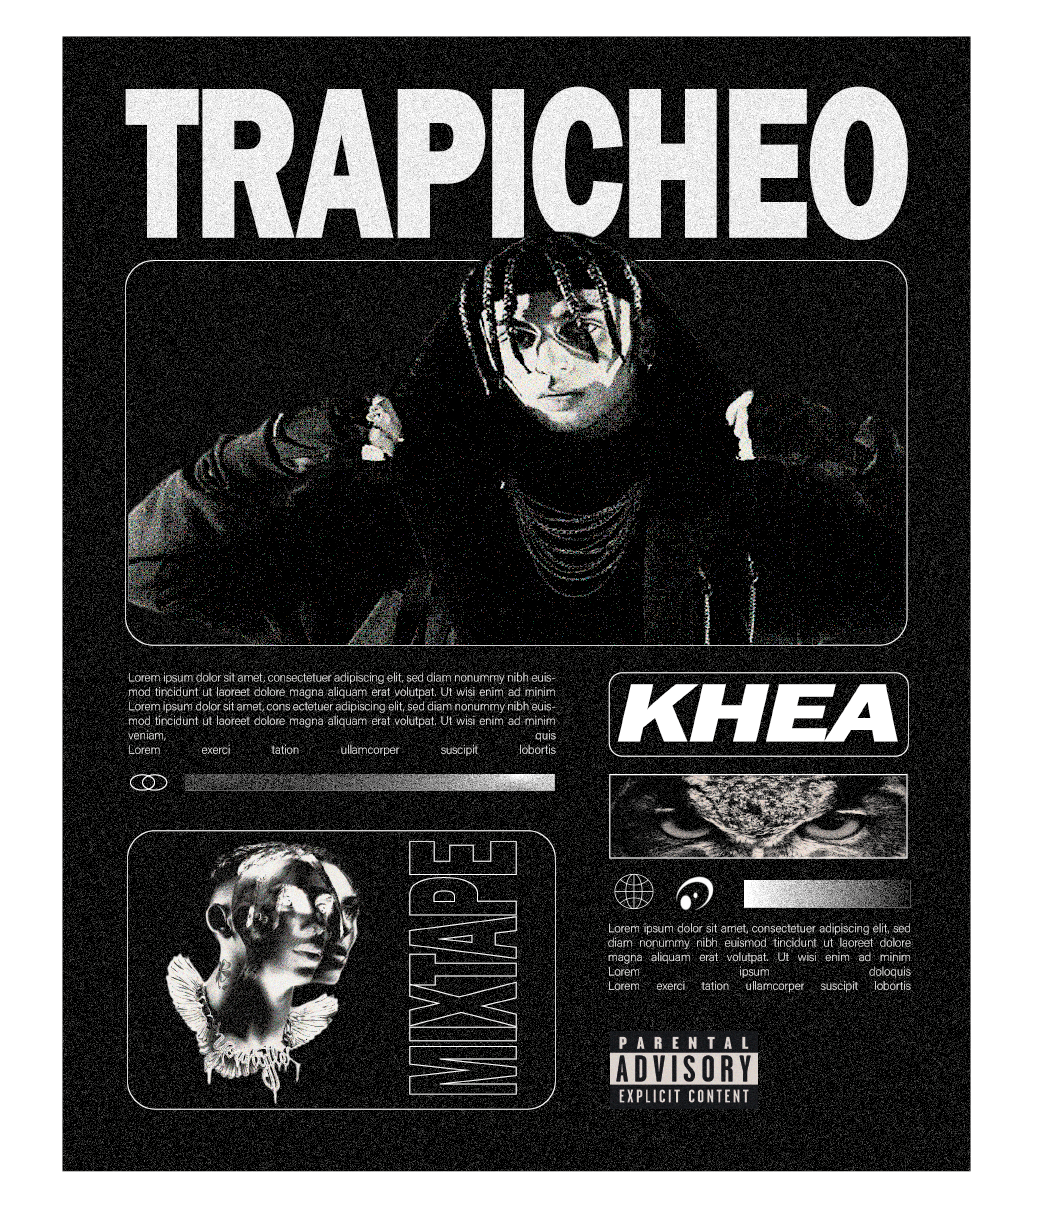 TRAPICHEO
Lorem ipsum dolor sit amet, consectetuer adipiscing elit, sed diam nonummy nibh euis-
mod tincidunt ut laoreet dolore magna aliquam erat volutpat. Ut wisi enim ad minim
Lorem ipsum dolor sit amet, cons ectetuer adipiscing elit, sed diam nonummy nibh euis-
mod tincidunt ut laoreet dolore magna aliquam erat volutpat. Ut wisi enim ad minim
veniam, quis
Lorem exerci tation ullamcorper suscipit lobortis
KHEA
MIXTAPE
Lorem ipsum dolor sit amet, consectetuer adipiscing elit, sed
diam nonummy nibh euismod tincidunt ut laoreet dolore
magna aliquam erat volutpat. Ut wisi enim ad minim
Lorem ipsum doloquis
Lorem exerci tation ullamcorper suscipit lobortis
PARENTAL
ADVISORY
EXPLICIT CONTENT